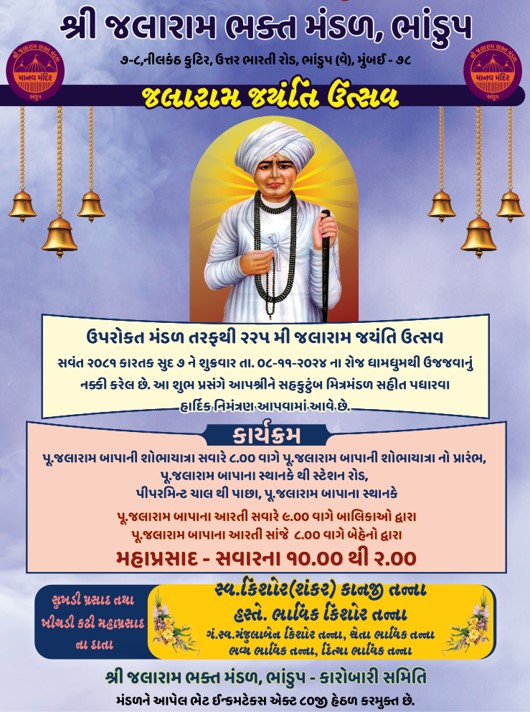 શ્રી જલારામ ભક્ત મંડળ, ભાંડુપ
૭-૮,નીલકંઠ કુટિર, ઉત્તર ભારતી રોડ, ભાંડુપ (વે), મુંબઈ - ૭૮
માનવ મંદિર
ભાંડુપ
માનવ મંદિર
ભાંડુપ
જલારામ જયંતિ ઉત્સવ
ઉપરોક્ત મંડળ તરફથી ૨૨૫ મી જલારામ જયંતિ ઉત્સવ
સવંત ૨૦૮૧ કારતક સુદ ૭ ને શુક્રવાર તા. ૦૮-૧૧-૨૦૨૪ ના રોજ ધામધુમથી ઉજજવાનું
નક્કી કરેલ છે. આ શુભ પ્રસંગે આપશ્રીને સહકુટુંબ મિત્રમંડળ સહીત પધારવા
હાર્દિક નિમંત્રણ આપવામાં આવે છે.
કાર્યક્રમ
પૂ.જલારામ બાપાની શોભાયાત્રા સવારે ૮.૦૦ વાગે પૂ.જલારામ બાપાની શોભાયાત્રા નો પ્રારંભ,
પૂ.જલારામ બાપાના સ્થાનકે થી સ્ટેશન રોડ,
પીપરમિન્ટ ચાલ થી પાછા, પૂ.જલારામ બાપાના સ્થાનકે
પૂ.જલારામ બાપાના આરતી સવારે ૯.૦૦ વાગે બાલિકાઓ દ્વારા
પૂ.જલારામ બાપાના આરતી સાંજે ૮.૦૦ વાગે બેહેનો દ્વારા
મહાપ્રસાદ - સવારના ૧૦.૦૦ થી ૨.૦૦
સુખડી પ્રસાદ તથા
ખીચડી કઢી મહાપ્રસાદ
ના દાતા
સ્વ.કિશોર(શંકર) કાનજી તન્ના
હસ્તે. ભાવિક કિશોર તન્ના
ગં.સ્વ.મંજુલાબેન કિશોર તન્ના, શ્વેતા ભાવિક તન્ના
ભવ્ય ભાવિક તન્ના, દિત્યા ભાવિક તન્ના
શ્રી જલારામ ભક્ત મંડળ, ભાંડુપ - કારોબારી સમિતિ
મંડળને આપેલ ભેટ ઈન્કમટેક્સ એક્ટ ૮૦જી હેઠળ કરમુક્ત છે.